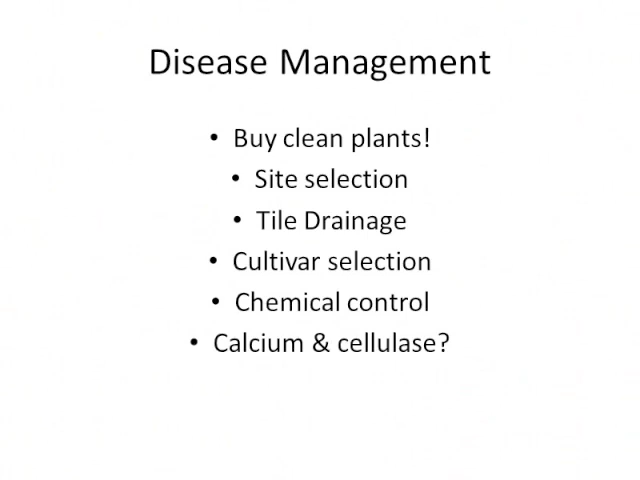 Disease Management
• Buy clean plants!
• Site selection
• Tile Drainage
• Cultivar selection
• Chemical control
• Calcium & cellulase?